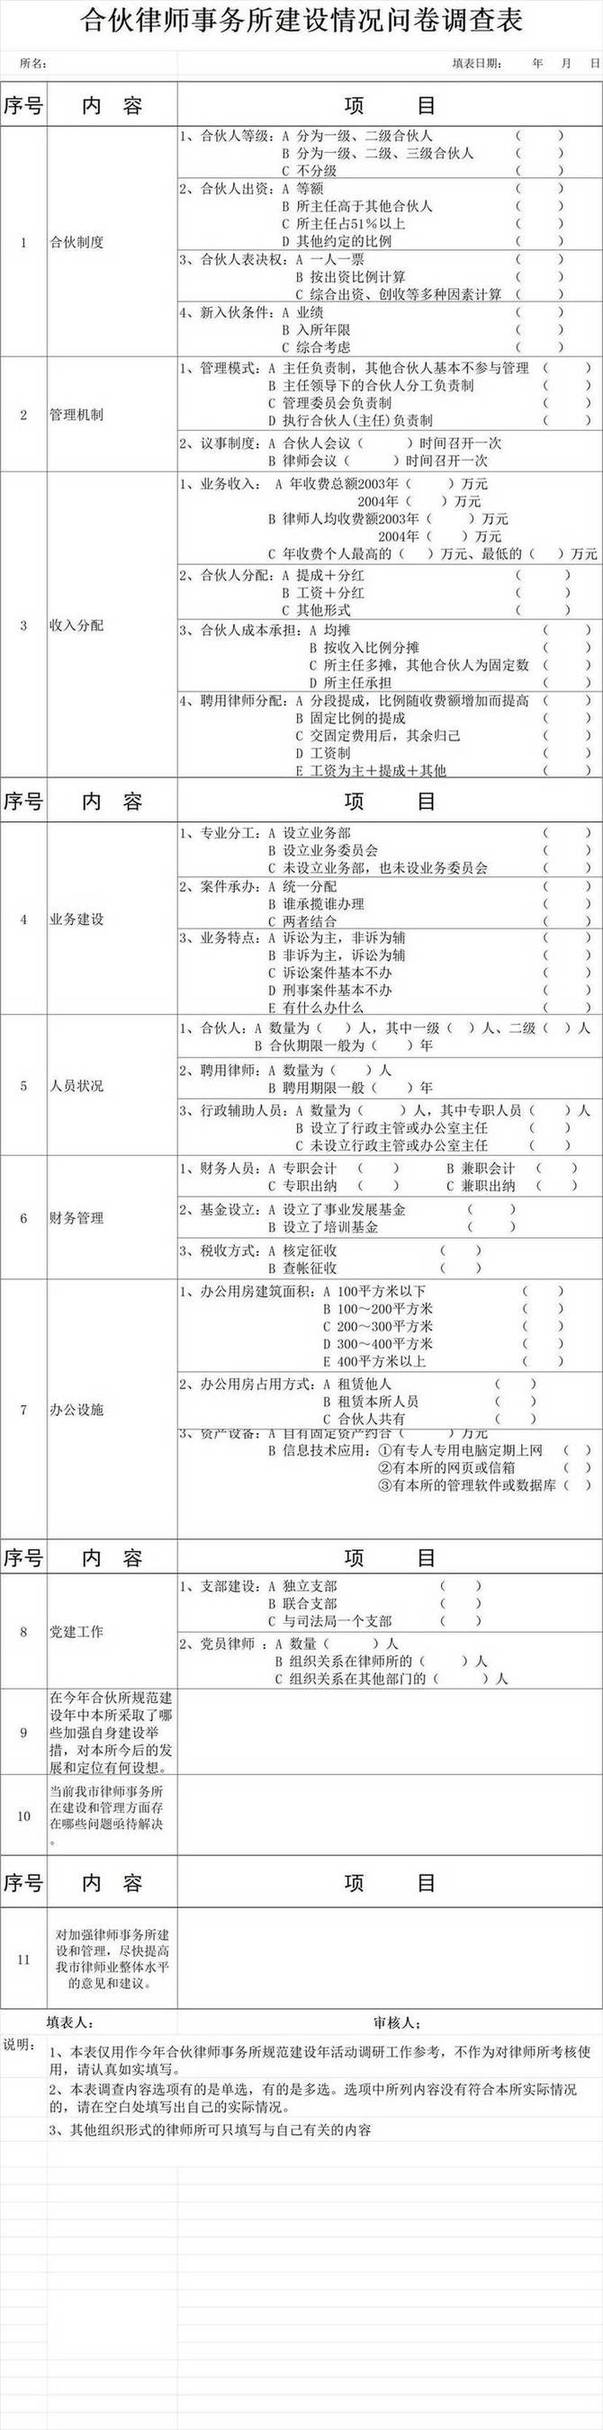 合伙律师事务所建设情况问卷调查表
所名： 填表日期： 年 月 日
序号 内 容 项 目
1 合伙制度
1、合伙人等级：A 分为一级、二级合伙人 （ ）
B 分为一级、二级、三级合伙人 （ ）
C 不分级 （ ）
2、合伙人出资：A 等额 （ ）
B 所主任高于其他合伙人 （ ）
C 所主任占51％以上 （ ）
D 其他约定的比例 （ ）
3、合伙人表决权：A 一人一票 （ ）
B 按出资比例计算 （ ）
C 综合出资、创收等多种因素计算 （ ）
4、新入伙条件：A 业绩 （ ）
B 入所年限 （ ）
C 综合考虑 （ ）
2 管理机制
1、管理模式：A 主任负责制，其他合伙人基本不参与管理 （ ）
B 主任领导下的合伙人分工负责制 （ ）
C 管理委员会负责制 （ ）
D 执行合伙人(主任)负责制 （ ）
2、议事制度：A 合伙人会议（ ）时间召开一次
B 律师会议（ ）时间召开一次
3 收入分配
1、业务收入： A 年收费总额2003年（ ）万元
2004年（ ）万元
B 律师人均收费额2003年（ ）万元
2004年（ ）万元
C 年收费个人最高的（ ）万元、最低的（ ）万元
2、合伙人分配：A 提成＋分红 （ ）
B 工资＋分红 （ ）
C 其他形式 （ ）
3、合伙人成本承担：A 均摊 （ ）
B 按收入比例分摊 （ ）
C 所主任多摊，其他合伙人为固定数 （ ）
D 所主任承担 （ ）
4、聘用律师分配：A 分段提成，比例随收费额增加而提高 （ ）
B 固定比例的提成 （ ）
C 交固定费用后，其余归己 （ ）
D 工资制 （ ）
E 工资为主＋提成＋其他 （ ）
序号 内 容 项 目
4 业务建设
1、专业分工：A 设立业务部 （ ）
B 设立业务委员会 （ ）
C 未设立业务部，也未设业务委员会 （ ）
2、案件承办：A 统一分配 （ ）
B 谁承揽谁办理 （ ）
C 两者结合 （ ）
3、业务特点：A 诉讼为主，非诉为辅 （ ）
B 非诉为主，诉讼为辅 （ ）
C 诉讼案件基本不办 （ ）
D 刑事案件基本不办 （ ）
E 有什么办什么 （ ）
5 人员状况
1、合伙人：A 数量为（ ）人，其中一级（ ）人、二级（ ）人
B 合伙期限一般为（ ）年
2、聘用律师：A 数量为（ ）人
B 聘用期限一般（ ）年
3、行政辅助人员：A 数量为（ ）人，其中专职人员（ ）人
B 设立了行政主管或办公室主任 （ ）
C 未设立行政主管或办公室主任 （ ）
6 财务管理
1、财务人员：A 专职会计 （ ） B 兼职会计 （ ）
C 专职出纳 （ ） C 兼职出纳 （ ）
2、基金设立：A 设立了事业发展基金 （ ）
B 设立了培训基金 （ ）
3、税收方式：A 核定征收 （ ）
B 查帐征收 （ ）
7 办公设施
1、办公用房建筑面积：A 100平方米以下 （ ）
B 100～200平方米 （ ）
C 200～300平方米 （ ）
D 300～400平方米 （ ）
E 400平方米以上 （ ）
2、办公用房占用方式：A 租赁他人 （ ）
B 租赁本所人员 （ ）
C 合伙人共有 （ ）
3、资产设备：A 自有固定资产约合（ ）万元
B 信息技术应用：①有专人专用电脑定期上网 （ ）
②有本所的网页或信箱 （ ）
③有本所的管理软件或数据库（ ）
序号 内 容 项 目
8 党建工作
1、支部建设：A 独立支部 （ ）
B 联合支部 （ ）
C 与司法局一个支部 （ ）
2、党员律师 ：A 数量（ ）人
B 组织关系在律师所的（ ）人
C 组织关系在其他部门的（ ）人
9
在今年合伙所规范建
设年中本所采取了哪
些加强自身建设举
措，对本所今后的发
展和定位有何设想。
10
当前我市律师事务所
在建设和管理方面存
在哪些问题亟待解决
。
序号 内 容 项 目
11
对加强律师事务所建
设和管理，尽快提高
我市律师业整体水平
的意见和建议。
填表人： 审核人；
说明：
1、本表仅用作今年合伙律师事务所规范建设年活动调研工作参考，不作为对律师所考核使
用，请认真如实填写。
2、本表调查内容选项有的是单选，有的是多选。选项中所列内容没有符合本所实际情况
的，请在空白处填写出自己的实际情况。
3、其他组织形式的律师所可只填写与自己有关的内容